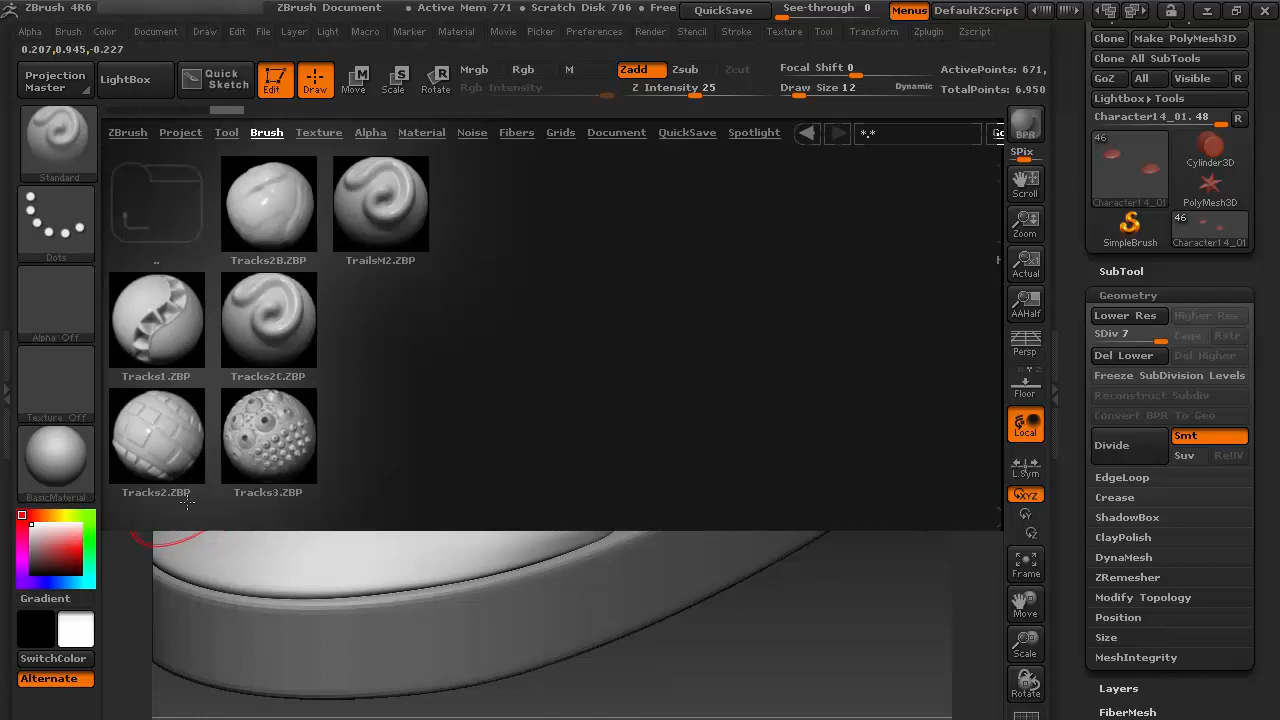 ZBrush 4R6
ZBrush Document
• Active Mem 771 • Scratch Disk 706 • Free
QuickSave
See-through 0
Menus
DefaultZScript
Alpha Brush Color Document Draw Edit File Layer Light Macro Marker Material Movie Picker Preferences Render Stencil Stroke Texture Tool Transform Zplugin Zscript
0.207,0.945,-0.227
Projection Master
LightBox
Quick Sketch
Edit
Draw
Move
Scale
Rotate
Mrgb Rgb M
Rgb Intensity
Zadd Zsub Zcut
Z Intensity 25
Focal Shift 0
Draw Size 12
Dynamic
ActivePoints: 671,
TotalPoints: 6.950
ZBrush Project Tool Brush Texture Alpha Material Noise Fibers Grids Document QuickSave Spotlight
*.*
Go
..
Tracks2B.ZBP
TrailsM2.ZBP
Tracks1.ZBP
Tracks2C.ZBP
Tracks2.ZBP
Tracks3.ZBP
H
Standard
Dots
Alpha Off
Texture Off
BasicMaterial
Gradient
SwitchColor
Alternate
BPR
SPix
Scroll
Zoom
Actual
AAHalf
Persp
Floor
Local
L.Sym
XYZ
Frame
Move
Scale
Rotate
Clone
Make PolyMesh3D
Clone All SubTools
GoZ
All
Visible
R
Lightbox▸Tools
Character14_01. 48
R
46
Character14_01
Cylinder3D
PolyMesh3D
SimpleBrush
46
Character14_01
SubTool
Geometry
Lower Res
Higher Res
SDiv 7
Cage
Rstr
Del Lower
Del Higher
Freeze SubDivision Levels
Reconstruct Subdiv
Convert BPR To Geo
Divide
Smt
Suv
RelUV
EdgeLoop
Crease
ShadowBox
ClayPolish
DynaMesh
ZRemesher
Modify Topology
Position
Size
MeshIntegrity
Layers
FiberMesh